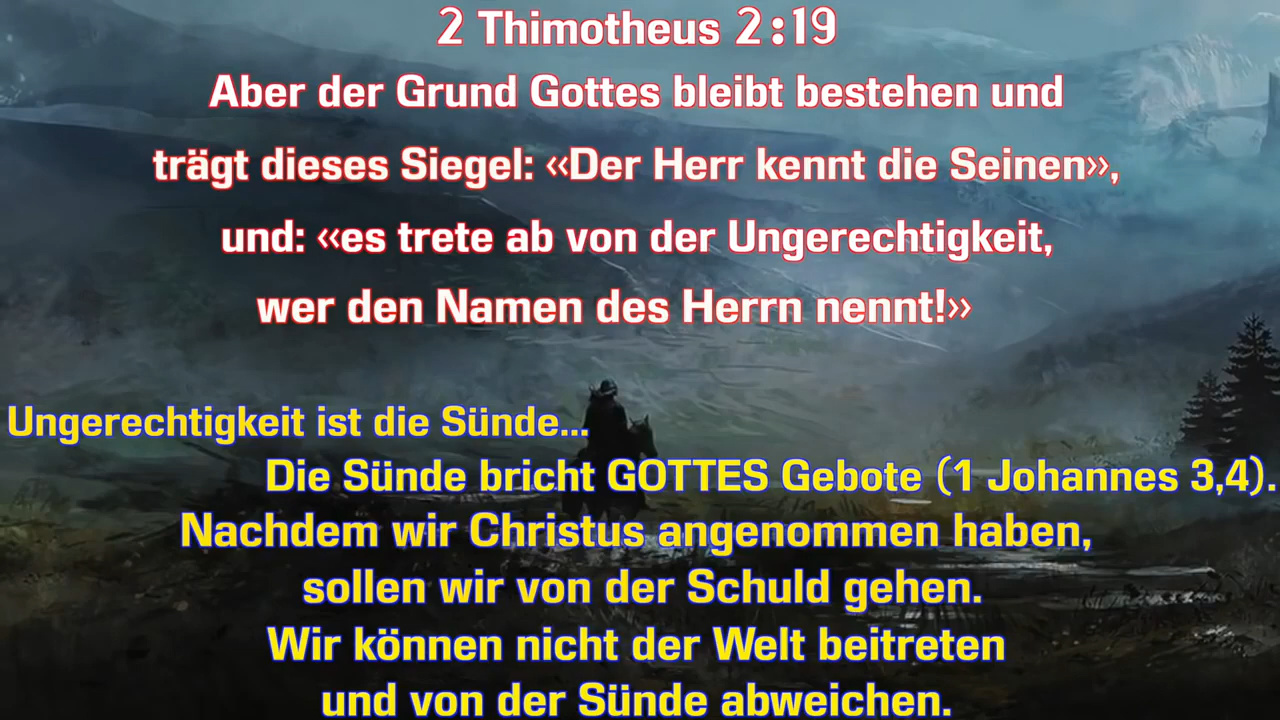 2 Thimotheus 2:19
Aber der Grund Gottes bleibt bestehen und
trägt dieses Siegel: «Der Herr kennt die Seinen»,
und: «es trete ab von der Ungerechtigkeit,
wer den Namen des Herrn nennt!»
Ungerechtigkeit ist die Sünde...
Die Sünde bricht GOTTES Gebote (1 Johannes 3,4).
Nachdem wir Christus angenommen haben,
sollen wir von der Schuld gehen.
Wir können nicht der Welt beitreten
und von der Sünde abweichen.